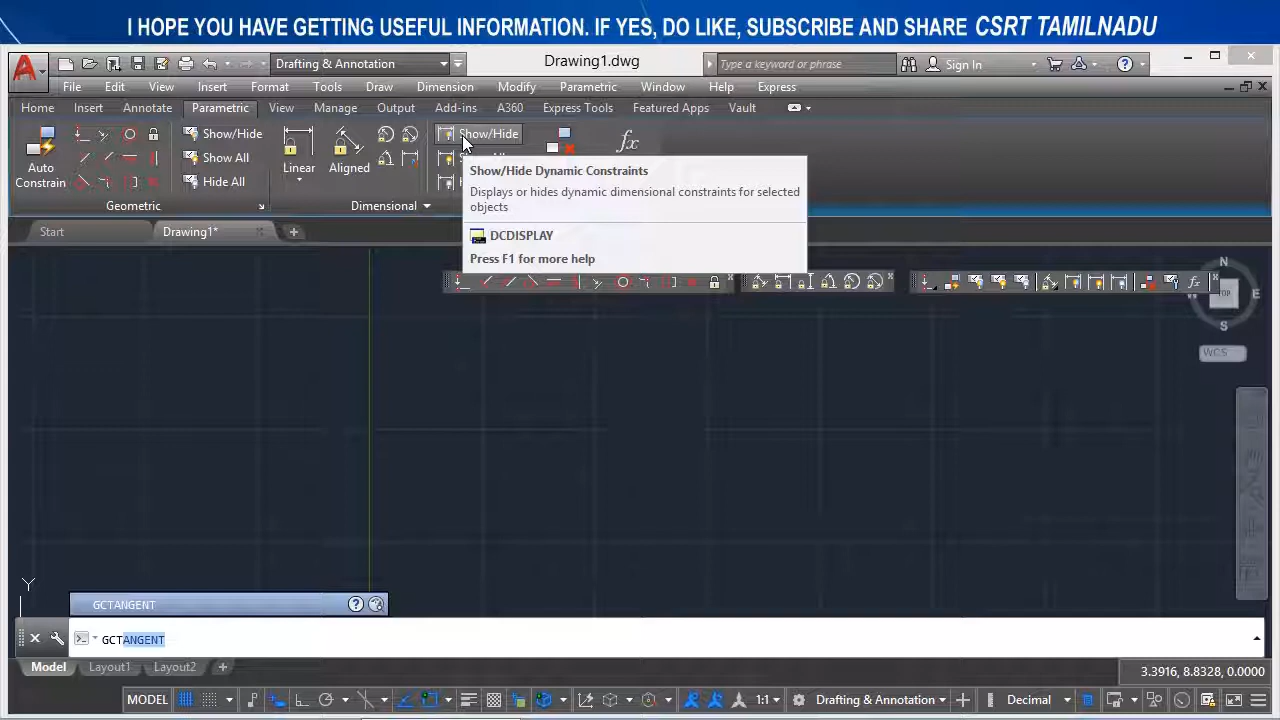 I HOPE YOU HAVE GETTING USEFUL INFORMATION. IF YES, DO LIKE, SUBSCRIBE AND SHARE CSRT TAMILNADU
Drafting & Annotation
Drawing1.dwg
Type a keyword or phrase
Sign In
File Edit View Insert Format Tools Draw Dimension Modify Parametric Window Help Express
Home Insert Annotate Parametric View Manage Output Add-ins A360 Express Tools Featured Apps Vault
Show/Hide
Show/Hide
fx
Auto
Constrain
Show All
Linear
Aligned
Hide All
Geometric
Dimensional
Show/Hide Dynamic Constraints
Displays or hides dynamic dimensional constraints for selected
objects
DCDISPLAY
Press F1 for more help
Start
Drawing1*
N
W
TOP
E
S
WCS
Y
GCTANGENT
GCTANGENT
Model Layout1 Layout2
3.3916, 8.8328, 0.0000
MODEL
1:1
Drafting & Annotation
Decimal